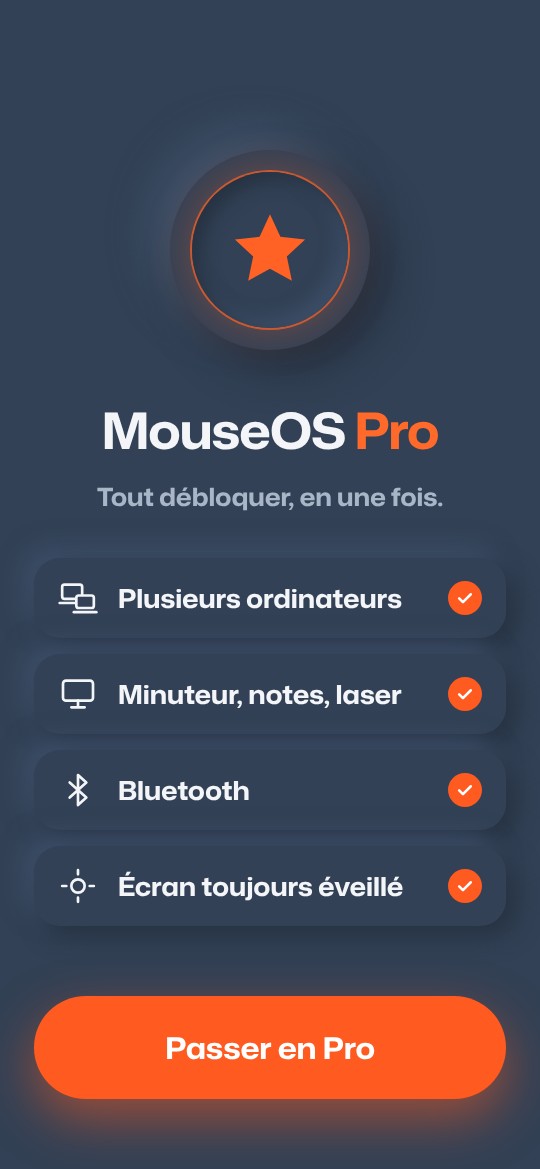 MouseOS Pro
Tout débloquer, en une fois.
Plusieurs ordinateurs
Minuteur, notes, laser
Bluetooth
Écran toujours éveillé
Passer en Pro